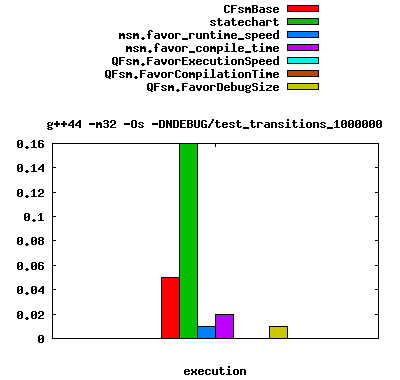 CFsmBase
statechart
msm.favor_runtime_speed
msm.favor_compile_time
QFsm.FavorExecutionSpeed
QFsm.FavorCompilationTime
QFsm.FavorDebugSize
g++44 -m32 -Os -DNDEBUG/test_transitions_1000000
0.16
0.14
0.12
0.1
0.08
0.06
0.04
0.02
0
execution